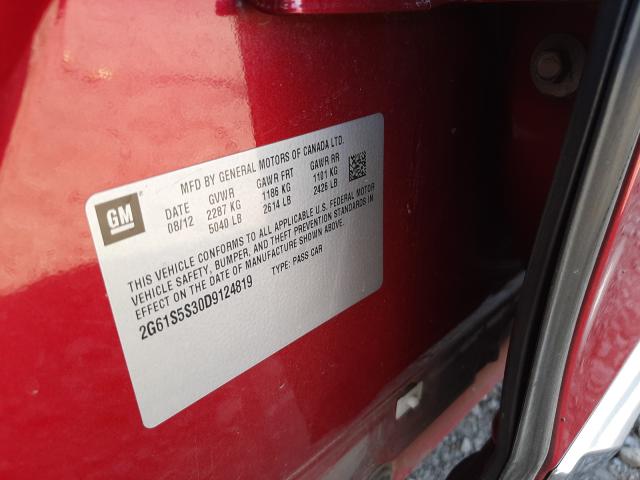 GM
MFD BY GENERAL MOTORS OF CANADA LTD.
DATE GVWR GAWR FRT GAWR RR
08/12 2287 KG 1186 KG 1101 KG
5040 LB 2614 LB 2426 LB
THIS VEHICLE CONFORMS TO ALL APPLICABLE U.S. FEDERAL MOTOR
VEHICLE SAFETY, BUMPER, AND THEFT PREVENTION STANDARDS IN
EFFECT ON THE DATE OF MANUFACTURE SHOWN ABOVE.
2G61S5S30D9124819 TYPE: PASS CAR